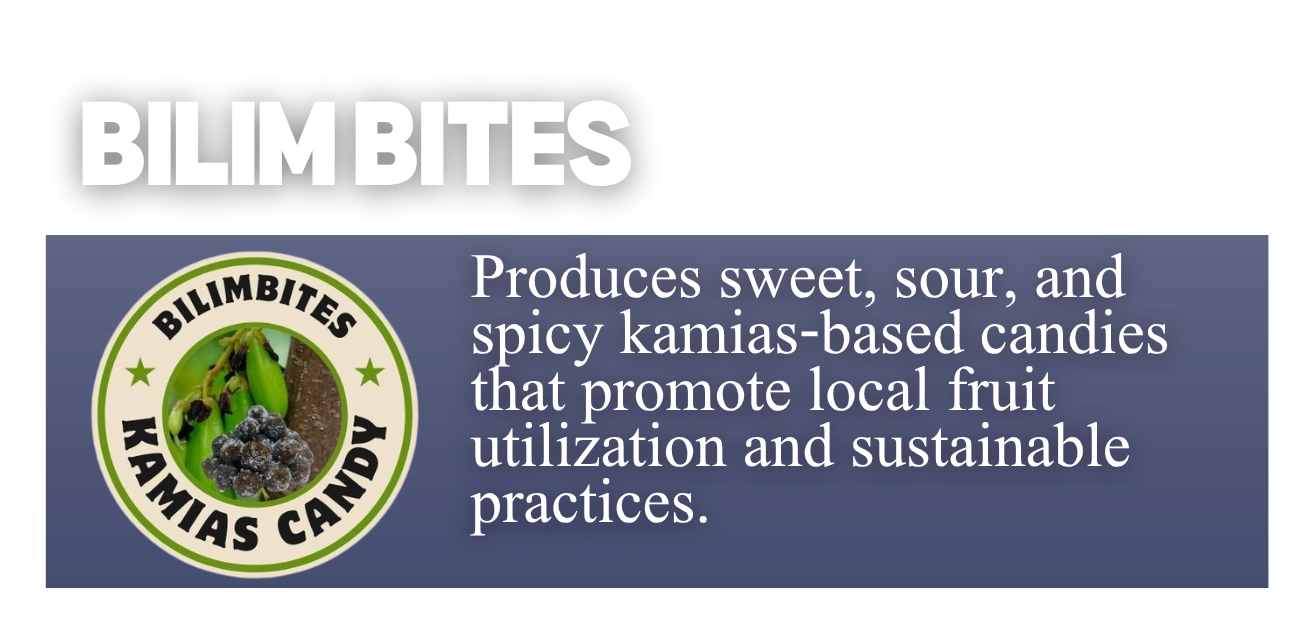 BILIM BITES
BILIMBITES
KAMIAS CANDY
Produces sweet, sour, and
spicy kamias-based candies
that promote local fruit
utilization and sustainable
practices.